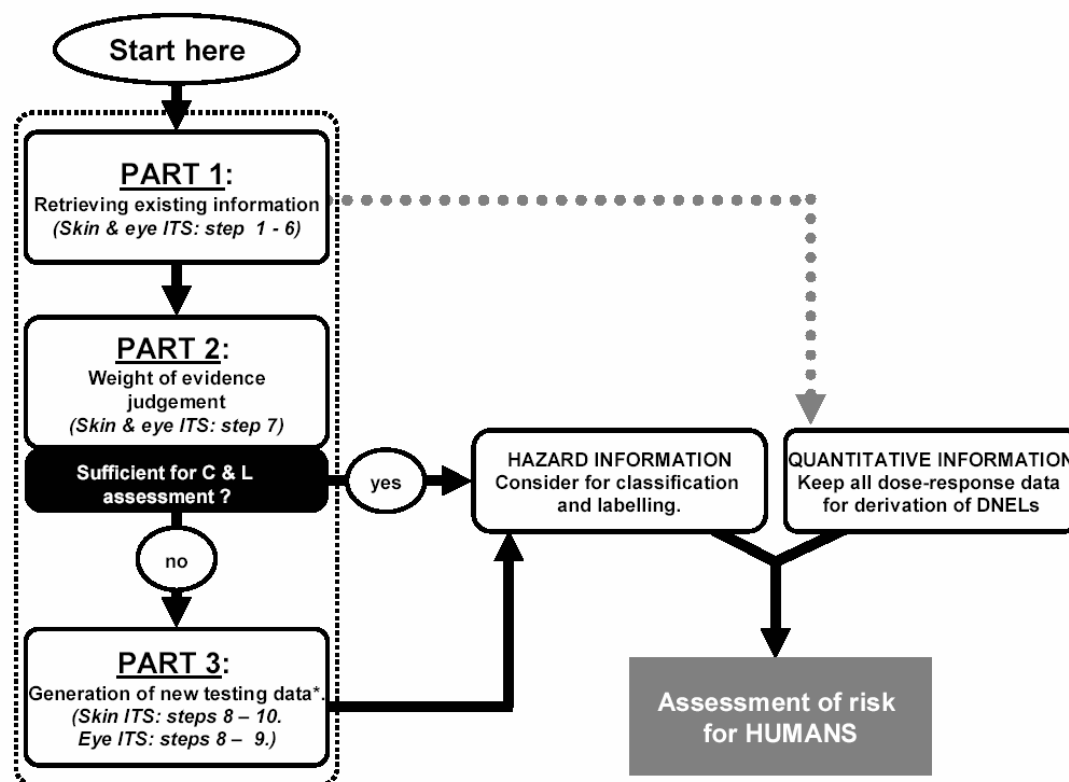 Start here
PART 1:
Retrieving existing information
(Skin & eye ITS: step 1 - 6)
PART 2:
Weight of evidence
judgement
(Skin & eye ITS: step 7)
Sufficient for C & L
assessment ?
yes
no
HAZARD INFORMATION
Consider for classification
and labelling.
QUANTITATIVE INFORMATION
Keep all dose-response data
for derivation of DNELs
PART 3:
Generation of new testing data*.
(Skin ITS: steps 8 – 10.
Eye ITS: steps 8 – 9.)
Assessment of risk
for HUMANS